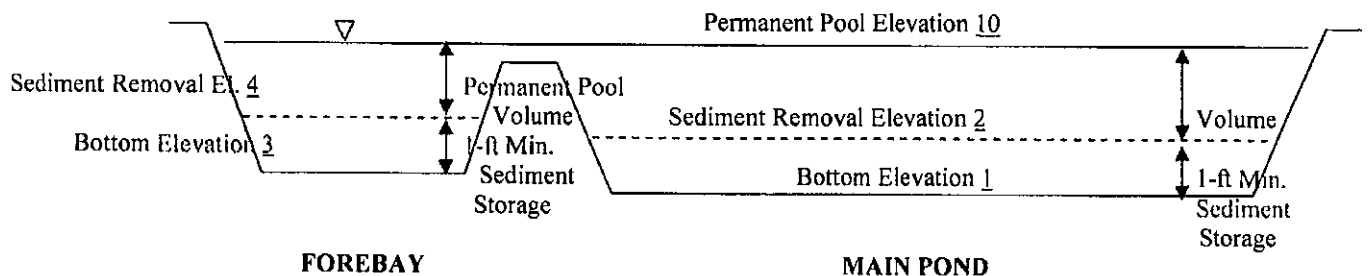 Permanent Pool Elevation 10
Sediment Removal El. 4
Permanent Pool
Volume
Sediment Removal Elevation 2
Volume
Bottom Elevation 3
1-ft Min.
Sediment
Storage
Bottom Elevation 1
1-ft Min.
Sediment
Storage
FOREBAY
MAIN POND